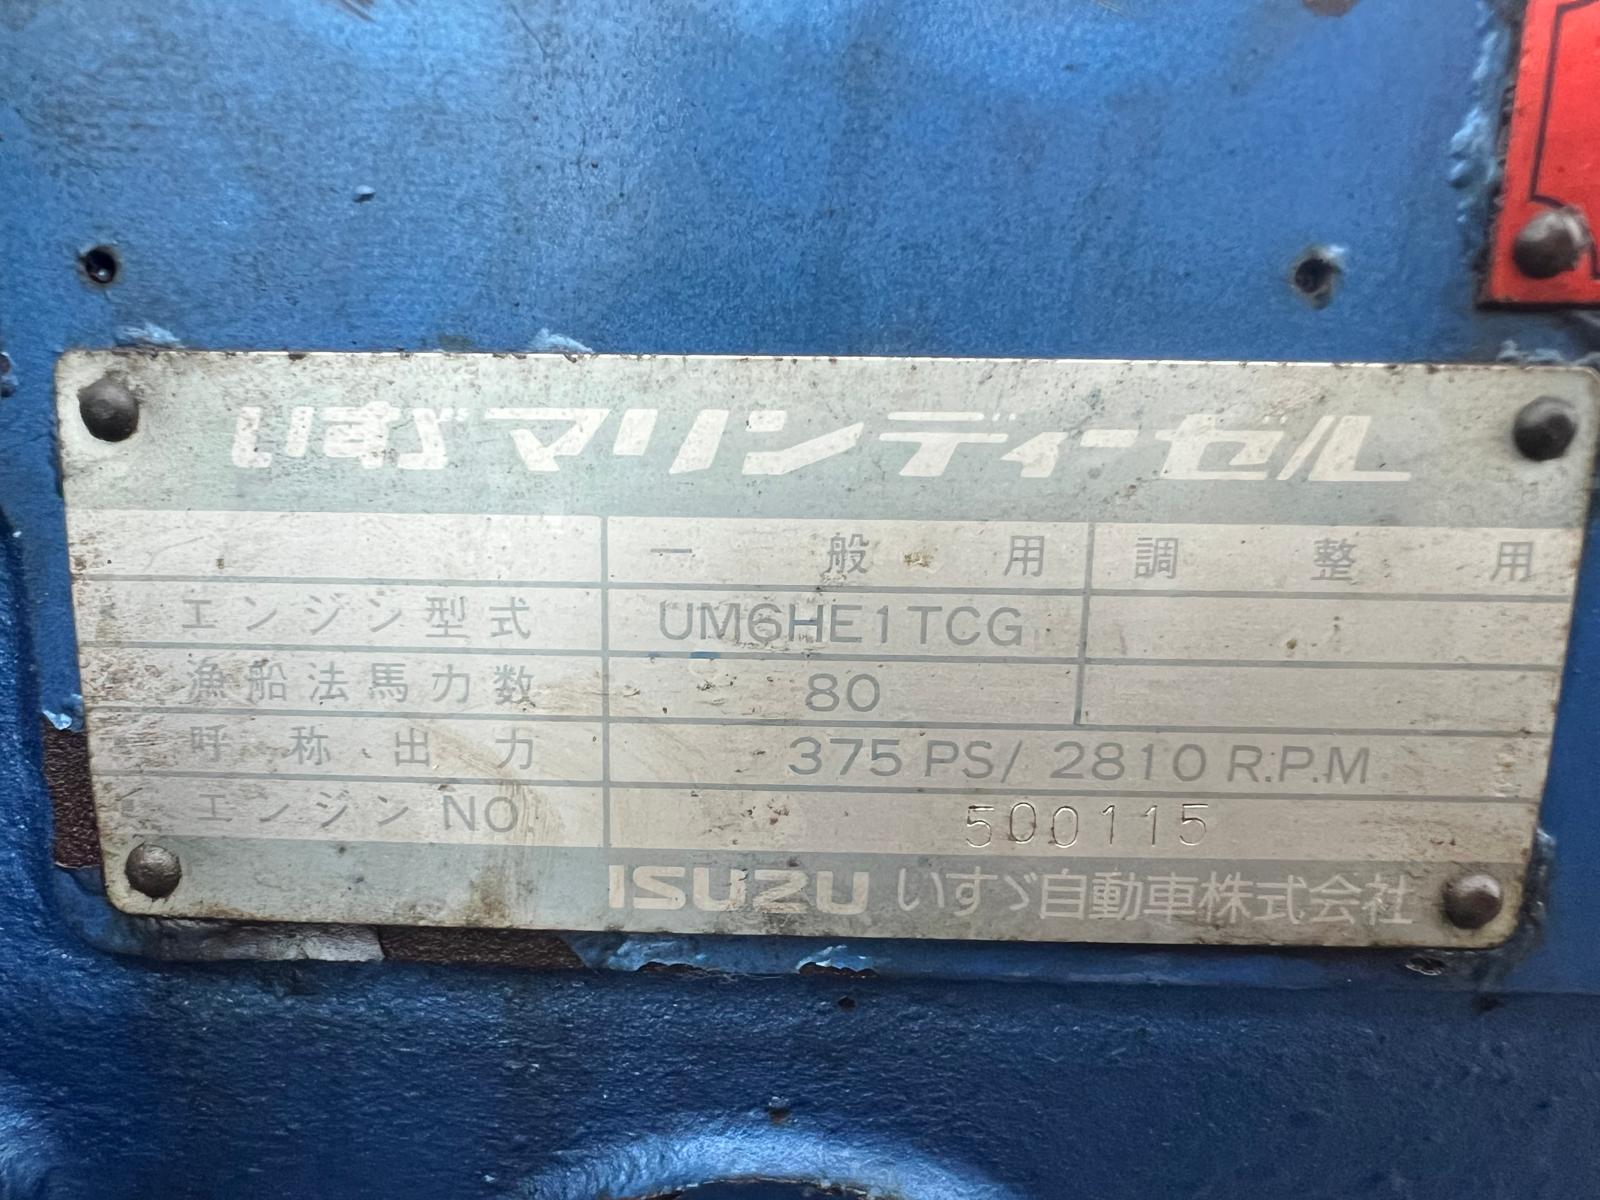 いすゞマリンディーゼル
一般用 調整用
エンジン型式 UM6HE1TCG
漁船法馬力数 80
呼称出力 375 PS/ 2810 R.P.M.
エンジンNO. 500115
ISUZU いすゞ自動車株式会社